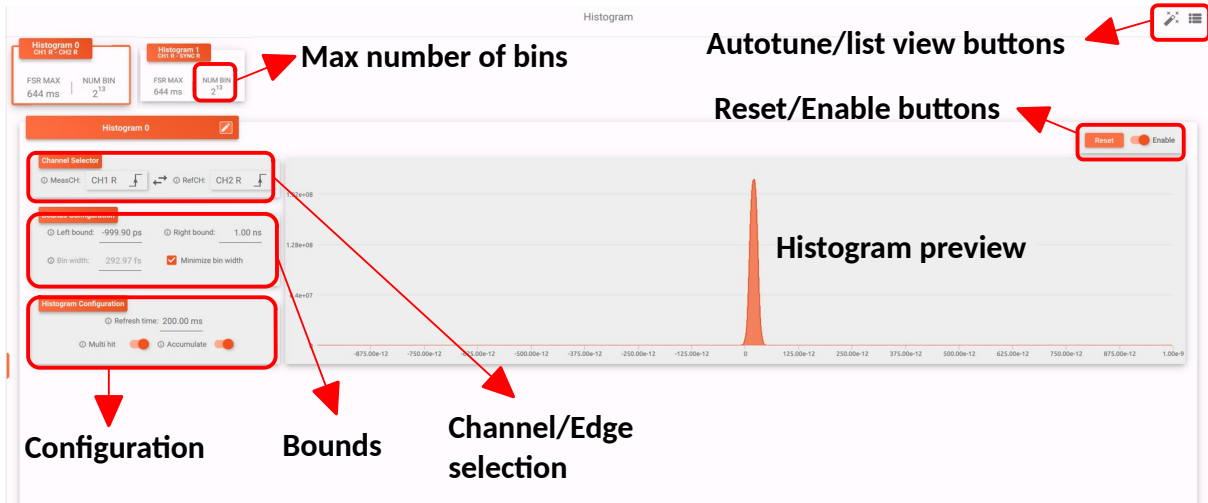 Histogram
Histogram 0
CH1 R - CH2 R
FSR MAX
644 ms
NUM BIN
2^13
Histogram 1
CH1 R - SYNC R
FSR MAX
644 ms
NUM BIN
2^13
Max number of bins
Autotune/list view buttons
Reset/Enable buttons
Histogram 0
Reset
Enable
Channel Selector
MeasCH: CH1 R
RefCH: CH2 R
Bounds Configuration
Left bound: -999.90 ps
Right bound: 1.00 ns
Bin width: 292.97 fs
Minimize bin width
Histogram Configuration
Refresh time: 200.00 ms
Multi hit
Accumulate
1.92e+08
1.28e+08
6.4e+07
Histogram preview
-875.00e-12 -750.00e-12 -625.00e-12 -500.00e-12 -375.00e-12 -250.00e-12 -125.00e-12 0 125.00e-12 250.00e-12 375.00e-12 500.00e-12 625.00e-12 750.00e-12 875.00e-12 1.00e-9
Configuration
Bounds
Channel/Edge
selection